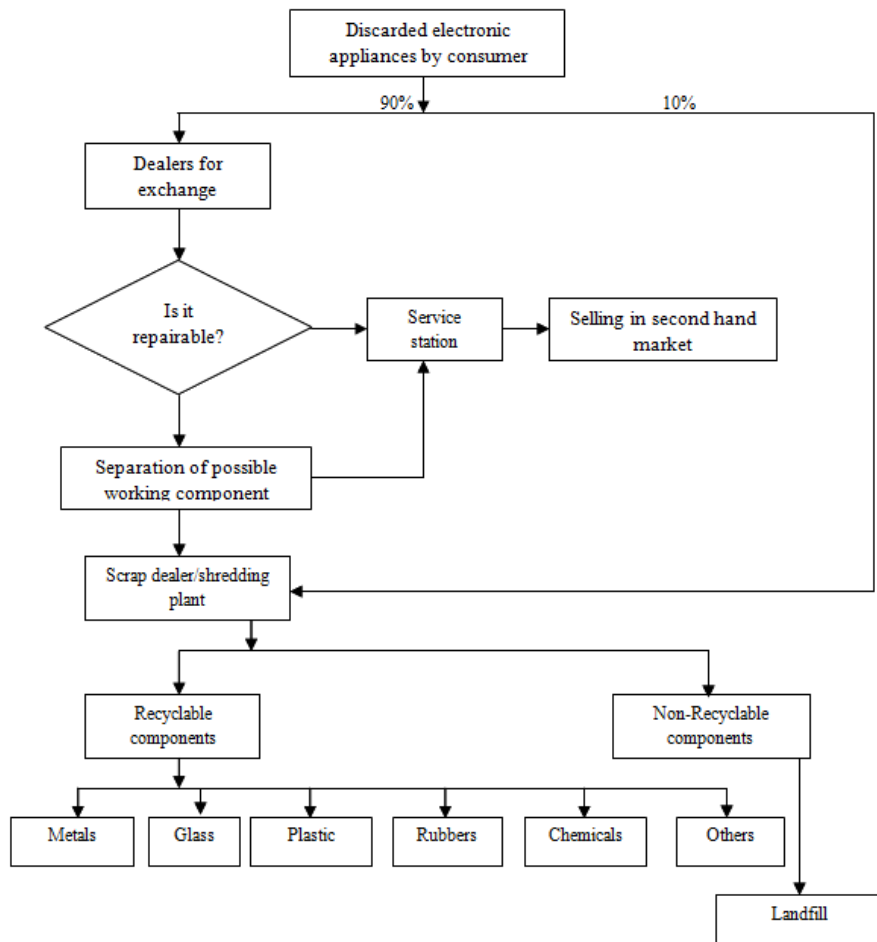 Discarded electronic
appliances by consumer
90%
10%
Dealers for
exchange
Is it
repairable?
Service
station
Selling in second hand
market
Separation of possible
working component
Scrap dealer/shredding
plant
Recyclable
components
Non-Recyclable
components
Metals
Glass
Plastic
Rubbers
Chemicals
Others
Landfill